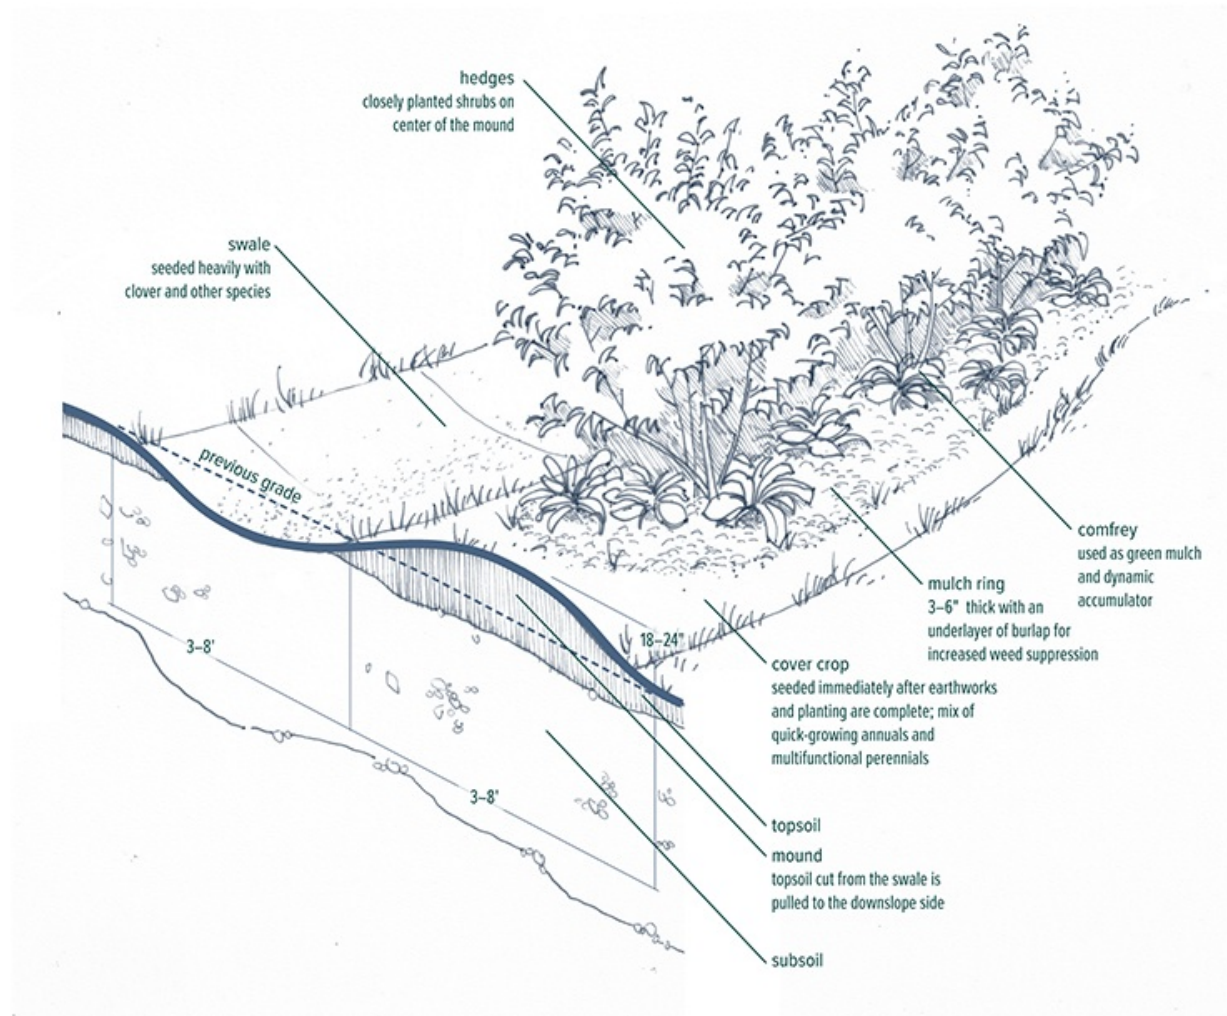 hedges
closely planted shrubs on
center of the mound
swale
seeded heavily with
clover and other species
previous grade
comfrey
used as green mulch
and dynamic
accumulator
mulch ring
3–6" thick with an
underlayer of burlap for
increased weed suppression
18–24"
3–8'
cover crop
seeded immediately after earthworks
and planting are complete; mix of
quick-growing annuals and
multifunctional perennials
3–8'
topsoil
mound
topsoil cut from the swale is
pulled to the downslope side
subsoil